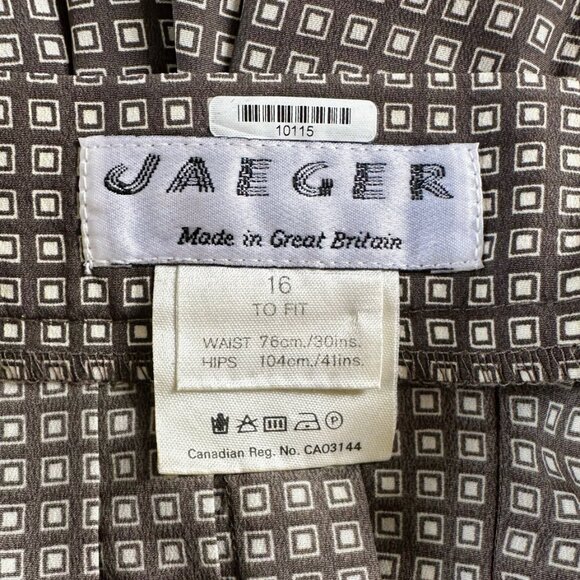 10115
JAEGER
Made in Great Britain
16
TO FIT
WAIST 76cm./30ins.
HIPS 104cm./41ins.
P
Canadian Reg. No. CA03144